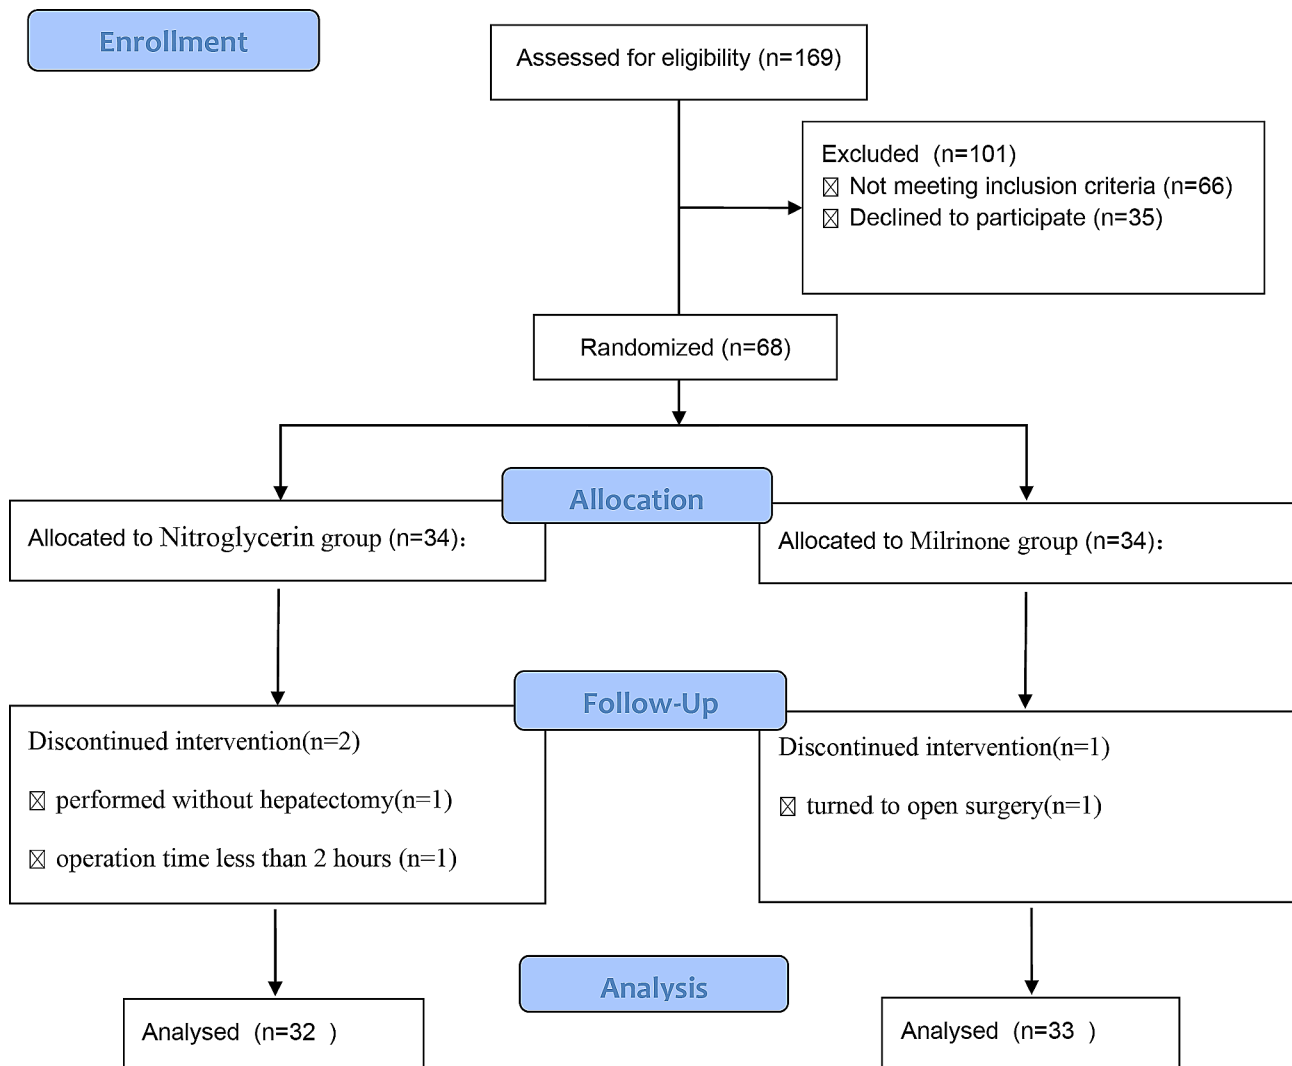 Enrollment
Assessed for eligibility (n=169)
Excluded (n=101)
Not meeting inclusion criteria (n=66)
Declined to participate (n=35)
Randomized (n=68)
Allocation
Allocated to Nitroglycerin group (n=34):
Allocated to Milrinone group (n=34):
Follow-Up
Discontinued intervention(n=2)
performed without hepatectomy(n=1)
operation time less than 2 hours (n=1)
Discontinued intervention(n=1)
turned to open surgery(n=1)
Analysis
Analysed (n=32 )
Analysed (n=33 )